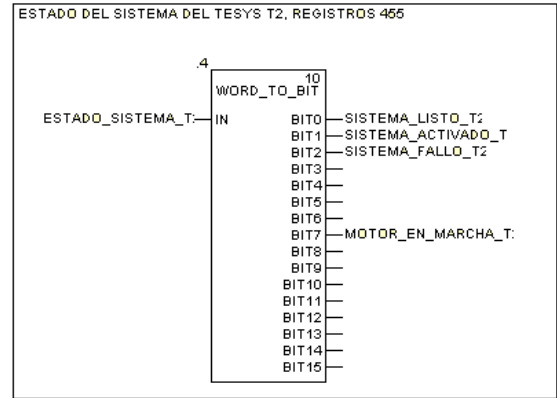 ESTADO DEL SISTEMA DEL TESYS T2, REGISTROS 455
.4
10
WORD_TO_BIT
ESTADO_SISTEMA_T: IN BIT0 SISTEMA_LISTO_T2
BIT1 SISTEMA_ACTIVADO_T
BIT2 SISTEMA_FALLO_T2
BIT3
BIT4
BIT5
BIT6
BIT7 MOTOR_EN_MARCHA_T:
BIT8
BIT9
BIT10
BIT11
BIT12
BIT13
BIT14
BIT15